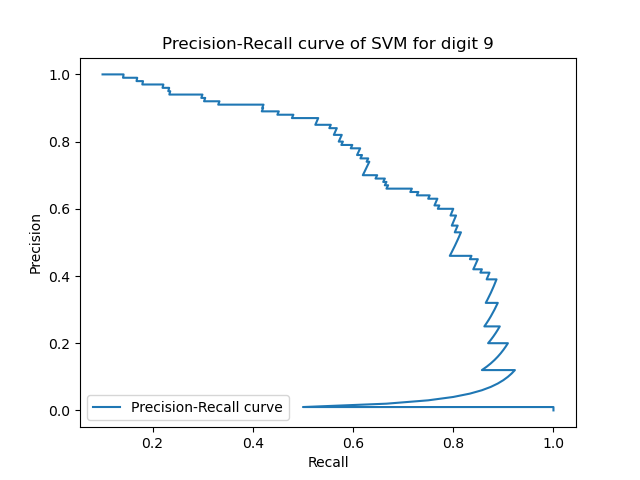 Precision-Recall curve of SVM for digit 9
1.0
0.8
0.6
0.4
0.2
0.0
Precision
Precision-Recall curve
0.2 0.4 0.6 0.8 1.0
Recall